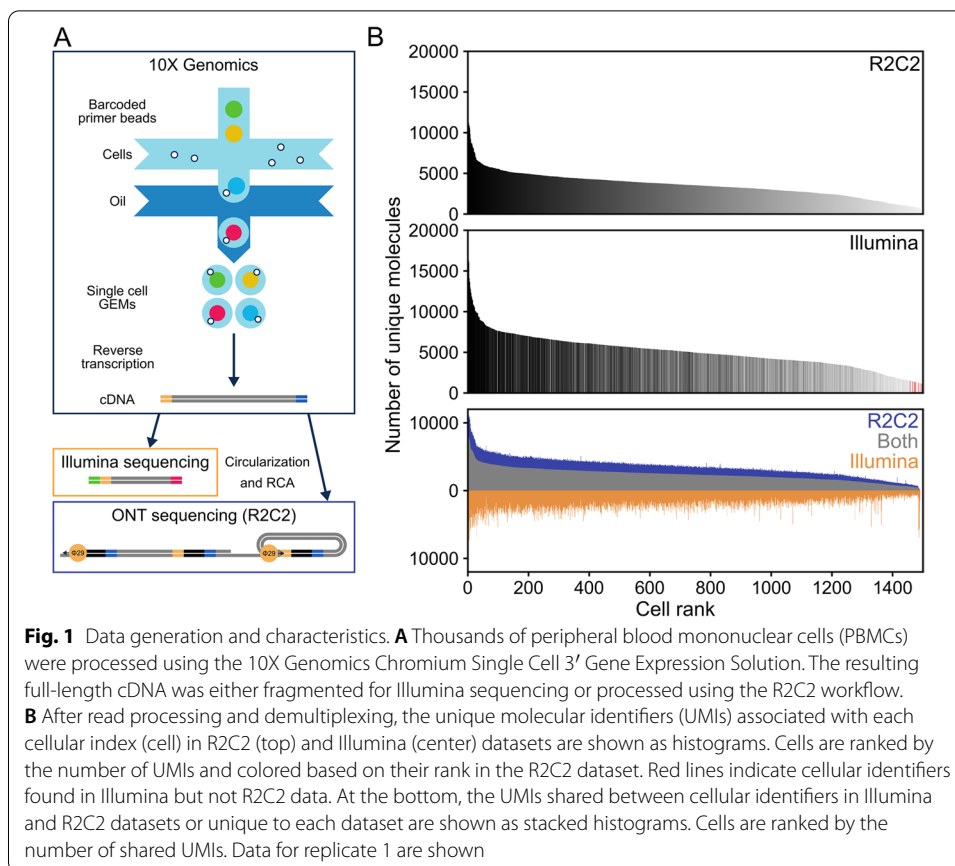 A
10X Genomics
Barcoded
primer beads
Cells
Oil
Single cell
GEMs
Reverse
transcription
cDNA
Illumina sequencing
Circularization
and RCA
ONT sequencing (R2C2)
Φ29
Φ29
B
Number of unique molecules
20000
R2C2
15000
10000
5000
0
20000
Illumina
15000
10000
5000
0
R2C2
10000
Both
Illumina
0
10000
0
200
400
600
800
1000
1200
1400
Cell rank
Fig. 1 Data generation and characteristics. A Thousands of peripheral blood mononuclear cells (PBMCs)
were processed using the 10X Genomics Chromium Single Cell 3′ Gene Expression Solution. The resulting
full-length cDNA was either fragmented for Illumina sequencing or processed using the R2C2 workflow.
B After read processing and demultiplexing, the unique molecular identifiers (UMIs) associated with each
cellular index (cell) in R2C2 (top) and Illumina (center) datasets are shown as histograms. Cells are ranked by
the number of UMIs and colored based on their rank in the R2C2 dataset. Red lines indicate cellular identifiers
found in Illumina but not R2C2 data. At the bottom, the UMIs shared between cellular identifiers in Illumina
and R2C2 datasets or unique to each dataset are shown as stacked histograms. Cells are ranked by the
number of shared UMIs. Data for replicate 1 are shown